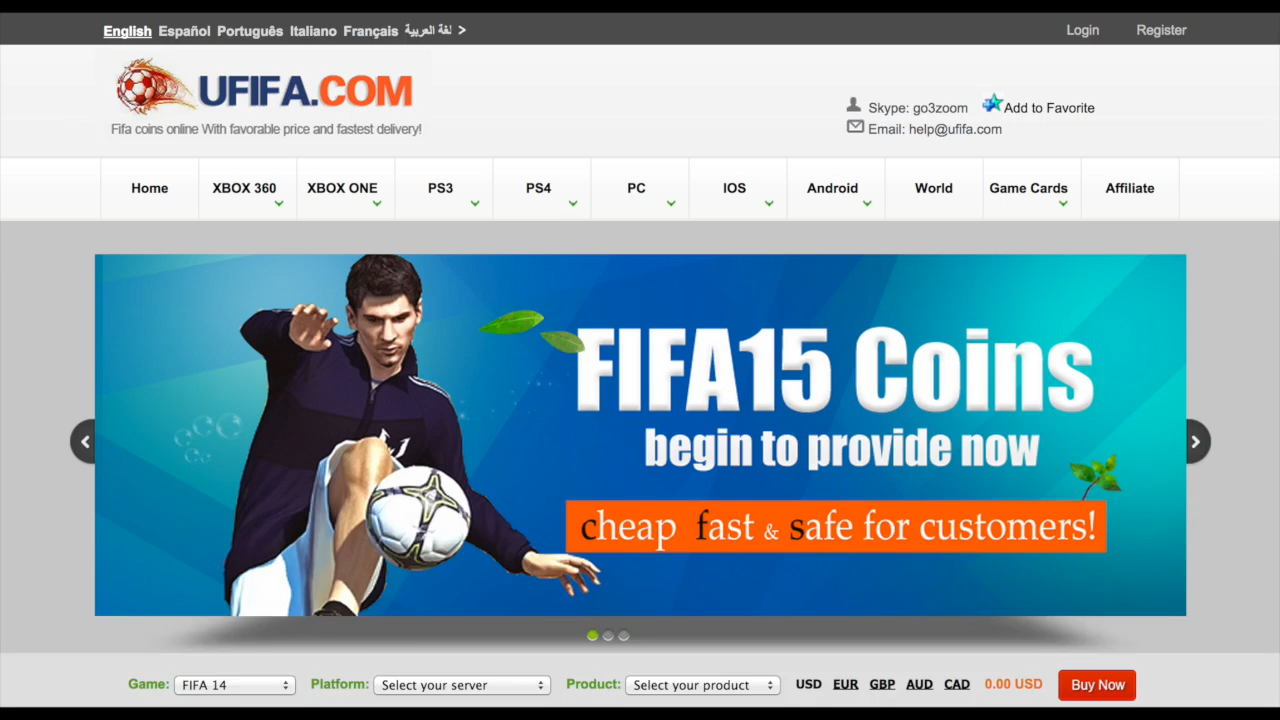 English Español Português Italiano Français لغة العربية >
Login Register
UFIFA.COM
Fifa coins online With favorable price and fastest delivery!
Skype: go3zoom Add to Favorite
Email: help@ufifa.com
Home XBOX 360 XBOX ONE PS3 PS4 PC IOS Android World Game Cards Affiliate
FIFA15 Coins
begin to provide now
cheap fast & safe for customers!
Game: FIFA 14 Platform: Select your server Product: Select your product USD EUR GBP AUD CAD 0.00 USD Buy Now